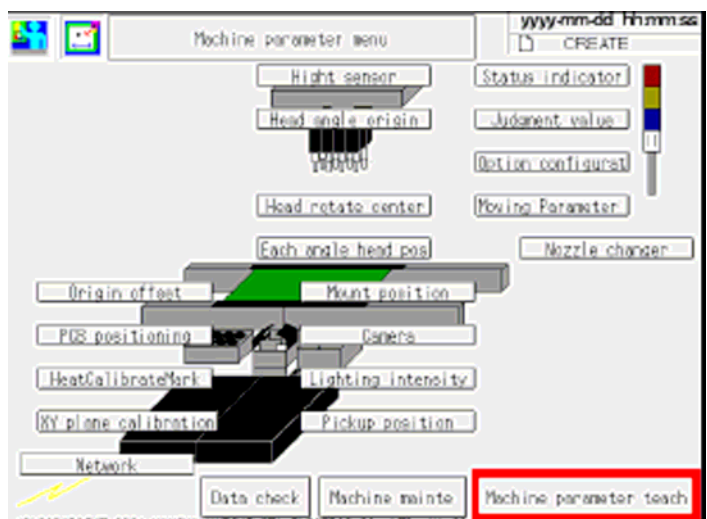 yyyy-mm-dd hh:mm:ss
Machine parameter menu
CREATE
Hight sensor
Status indicator
Head angle origin
Judgment value
Option configurat
Head rotate center
Moving Parameter
Each angle head pos
Nozzle changer
Origin offset
Mount position
PCB positioning
Camera
HeatCalibrateMark
Lighting intensity
XY plane calibration
Pickup position
Network
Data check
Machine mainte
Machine parameter teach